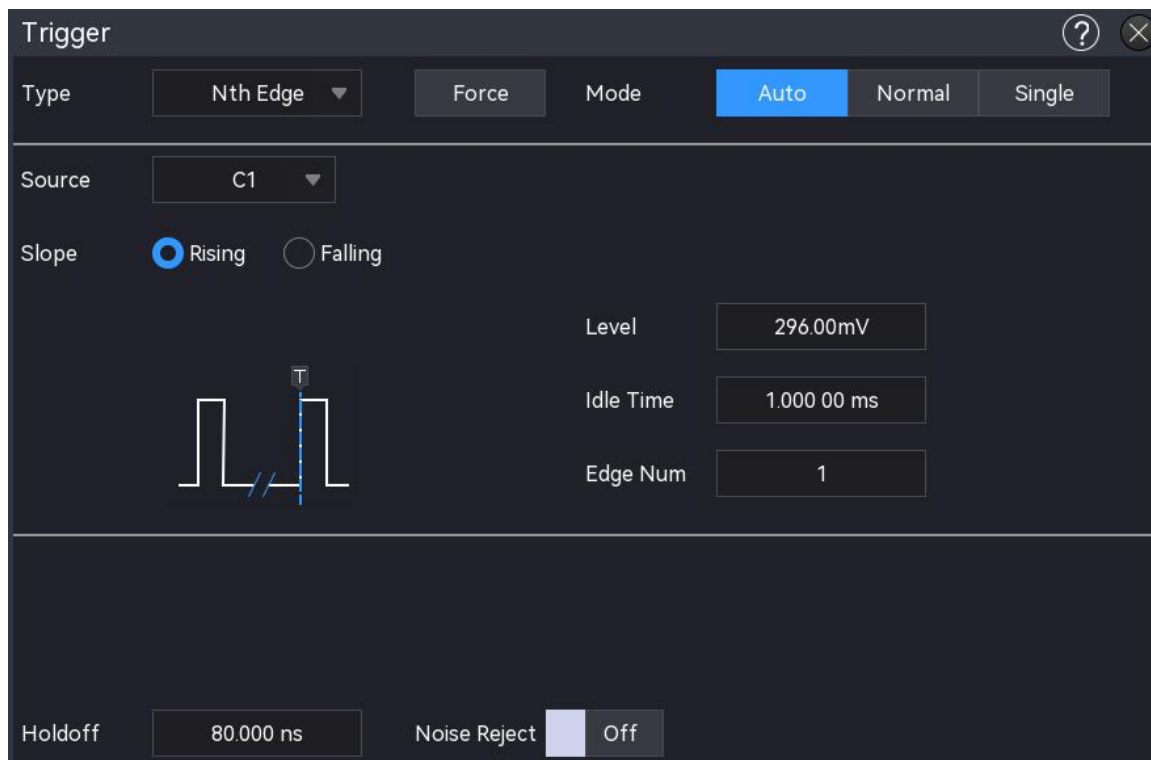 Trigger ?
Type Nth Edge Force Mode Auto Normal Single
Source C1
Slope Rising Falling
Level 296.00mV
T
Idle Time 1.000 00 ms
Edge Num 1
Holdoff 80.000 ns Noise Reject Off